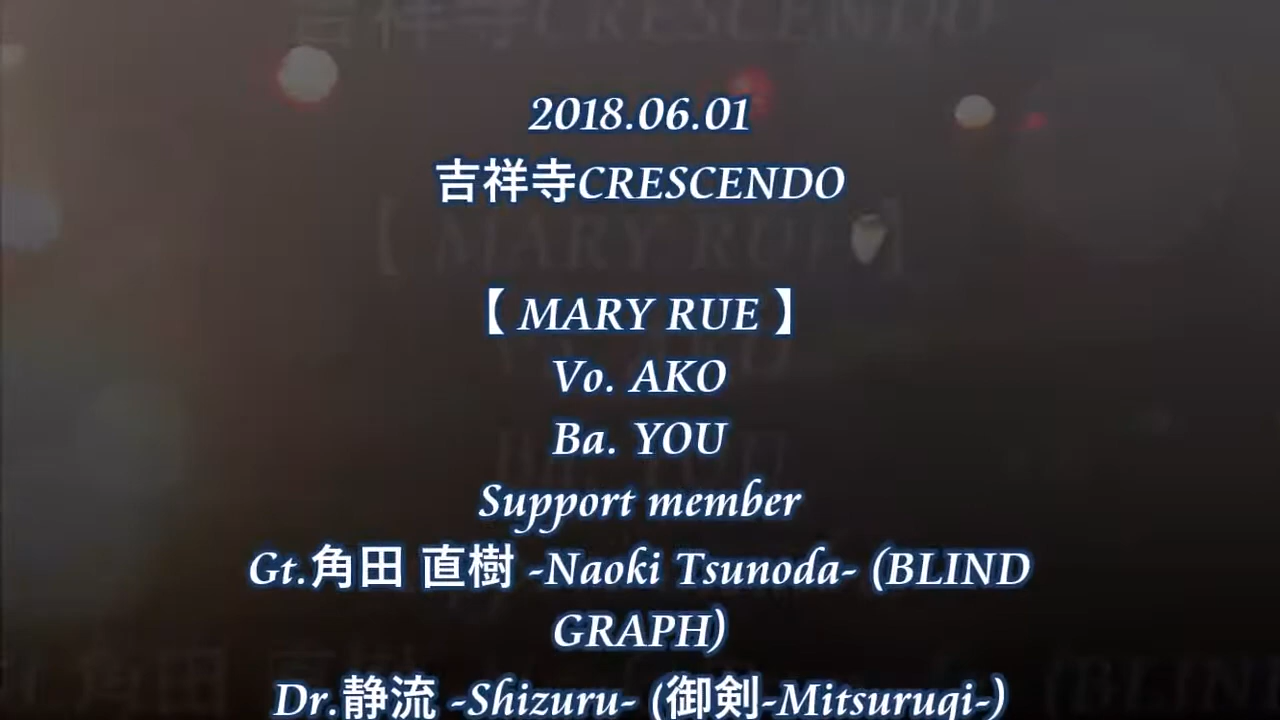 2018.06.01
吉祥寺CRESCENDO
【 MARY RUE 】
Vo. AKO
Ba. YOU
Support member
Gt.角田 直樹 -Naoki Tsunoda- (BLIND
GRAPH)
Dr.静流 -Shizuru- (御剣-Mitsurugi-)